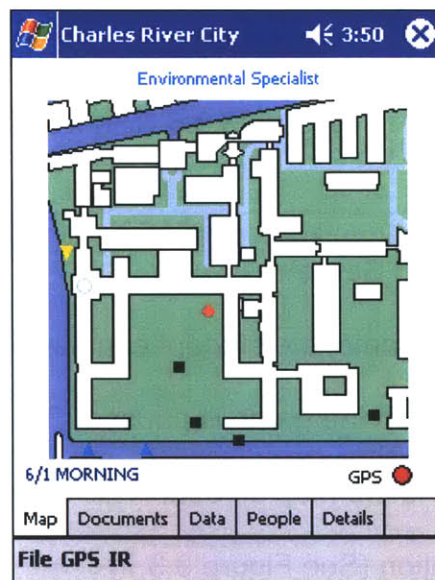 Charles River City 3:50
Environmental Specialist
6/1 MORNING GPS
Map Documents Data People Details
File GPS IR